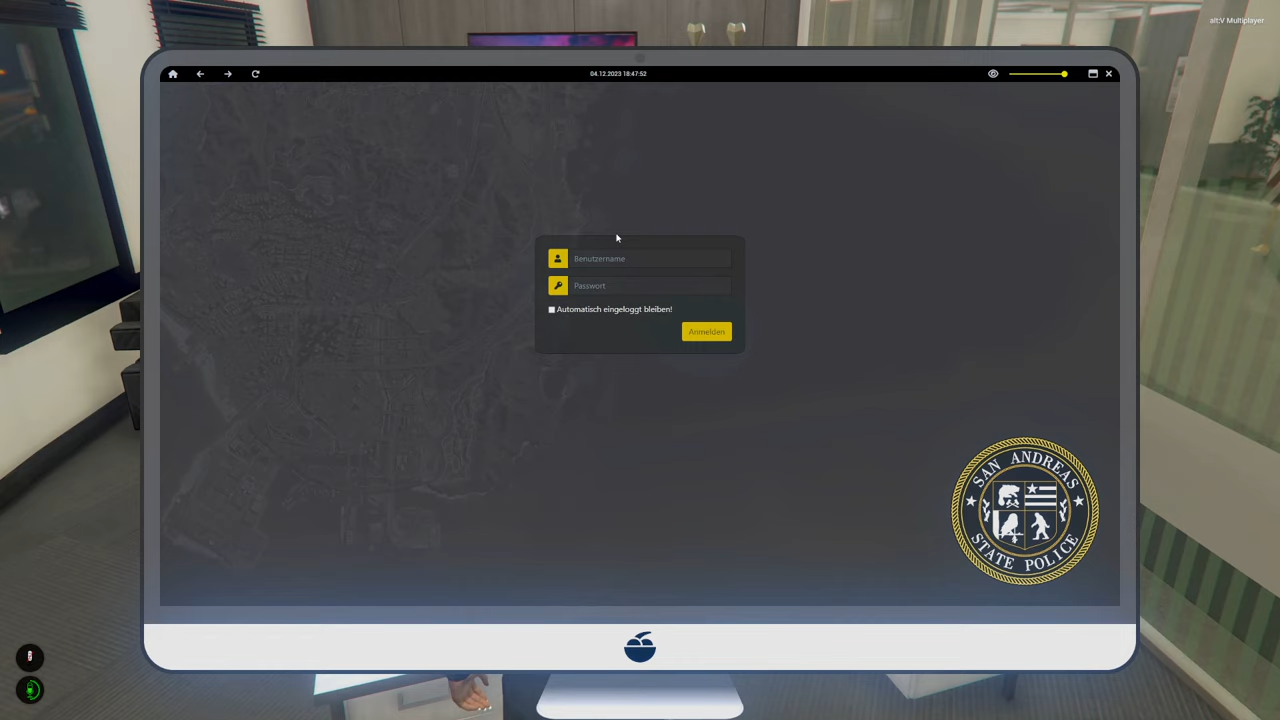 alt:V Multiplayer
04.12.2023 18:47:52
Benutzername
Passwort
Automatisch eingeloggt bleiben!
Anmelden
SAN ANDREAS
STATE POLICE